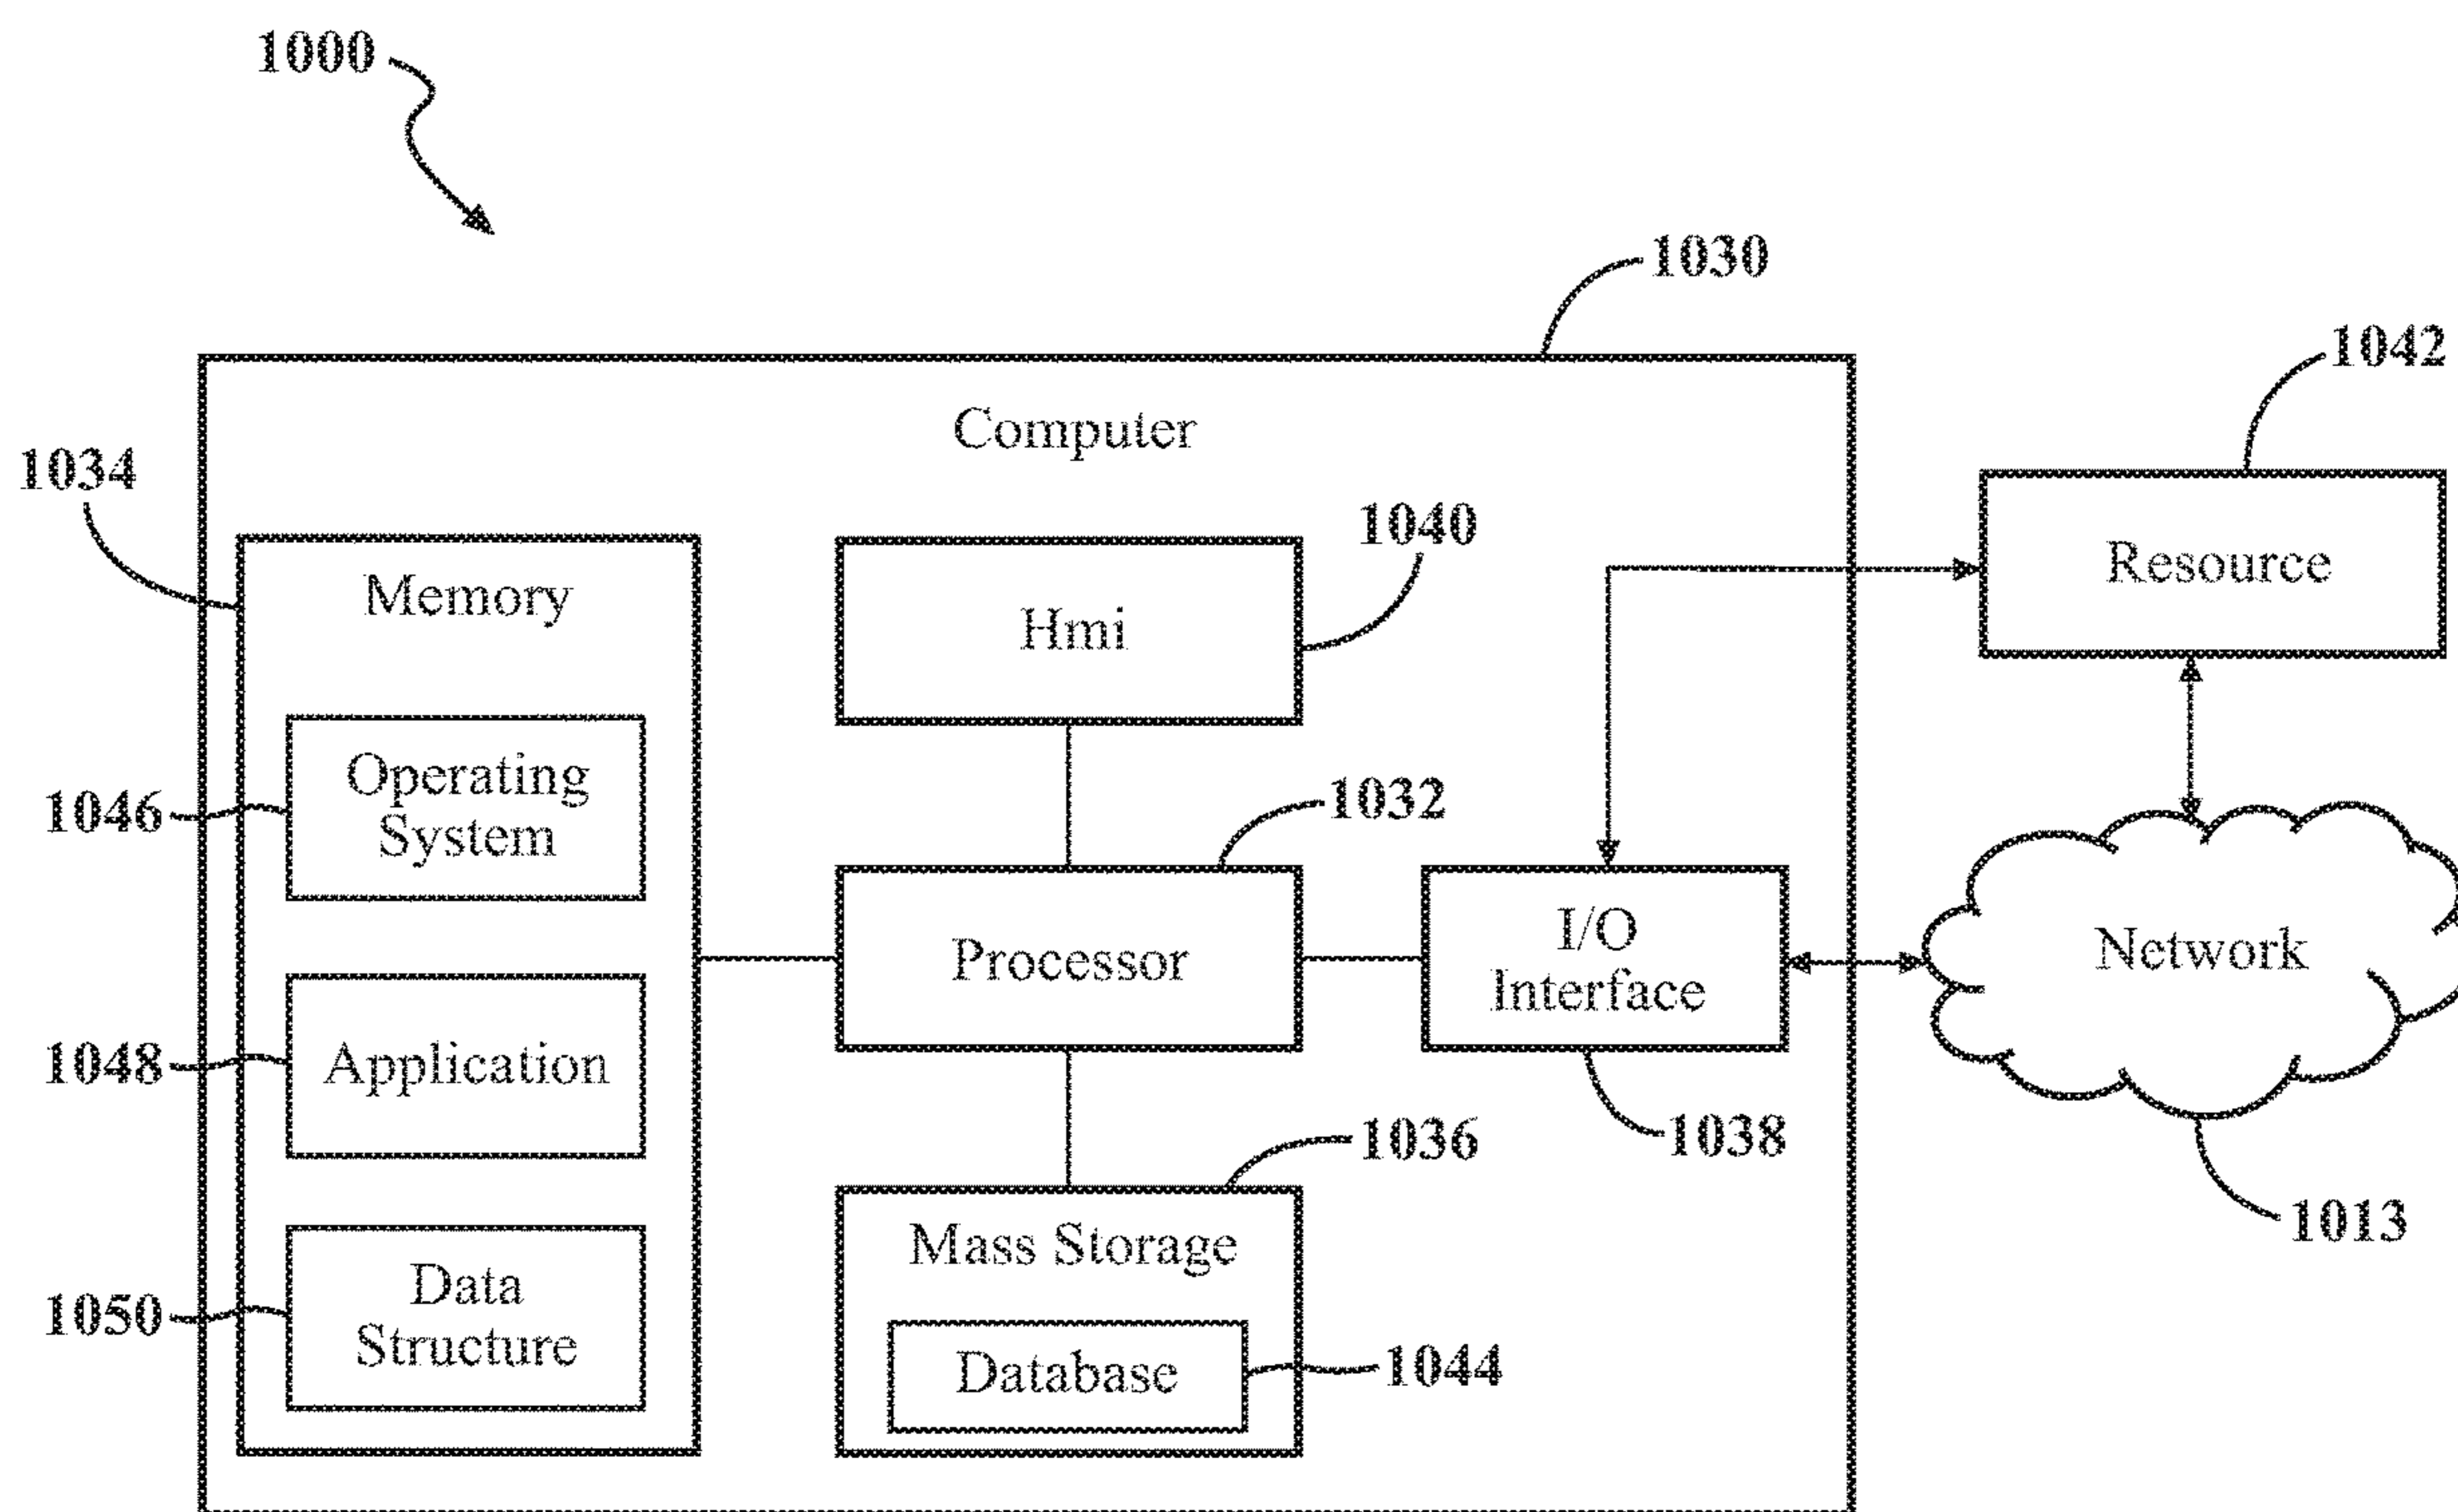 1000
1030
1042
Computer
1034
1040
Memory
Hmi
Resource
Operating
System
1046
1032
I/O
Interface
Processor
Network
Application
1048
1036
1038
1013
Mass Storage
Data
Structure
1050
Database
1044